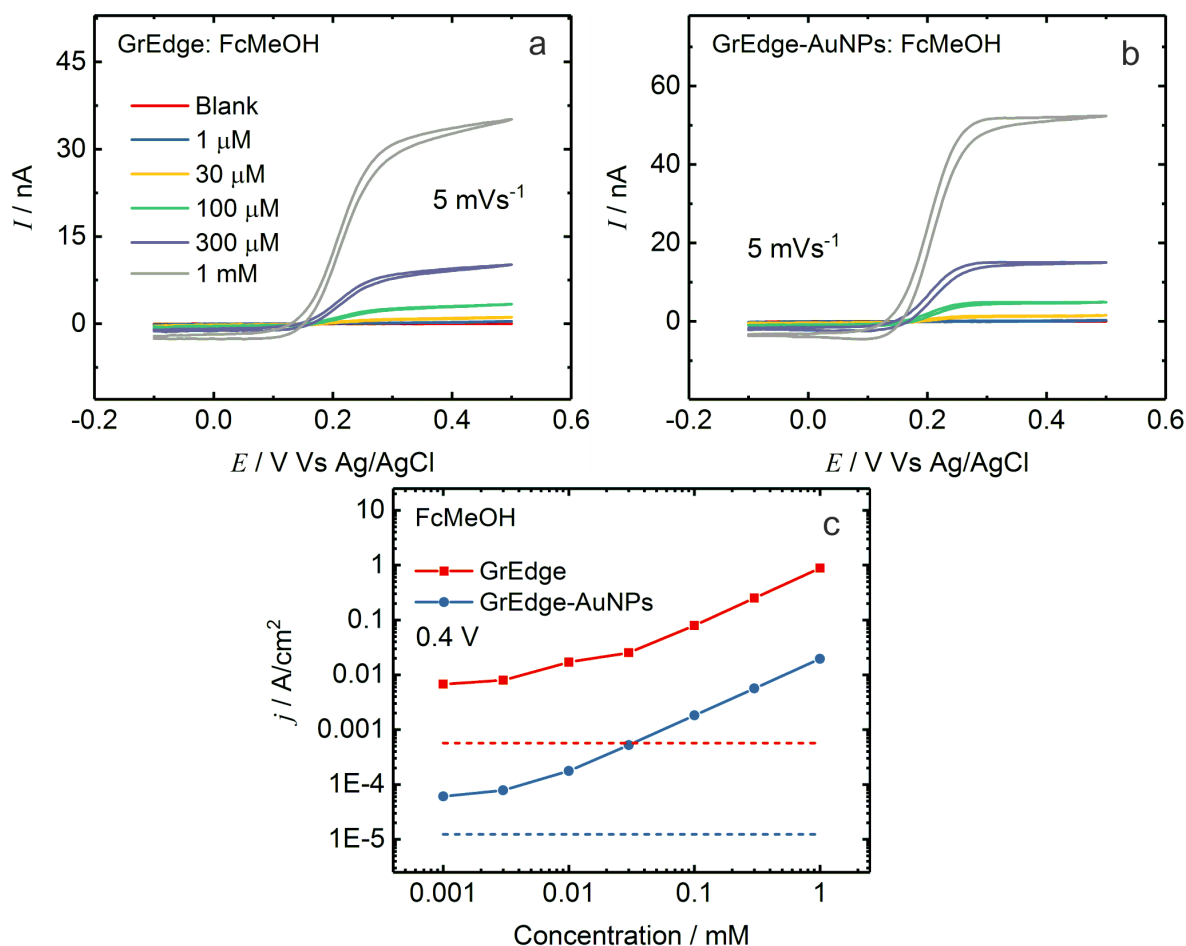 GrEdge: FcMeOH
a
45
30
15
0
I / nA
Blank
1 μM
30 μM
100 μM
300 μM
1 mM
5 mVs-1
-0.2
0.0
0.2
0.4
0.6
E / V Vs Ag/AgCl
GrEdge-AuNPs: FcMeOH
b
60
40
20
0
I / nA
5 mVs-1
-0.2
0.0
0.2
0.4
0.6
E / V Vs Ag/AgCl
FcMeOH
c
10
1
0.1
0.01
0.001
1E-4
1E-5
j / A/cm2
GrEdge
GrEdge-AuNPs
0.4 V
0.001
0.01
0.1
1
Concentration / mM